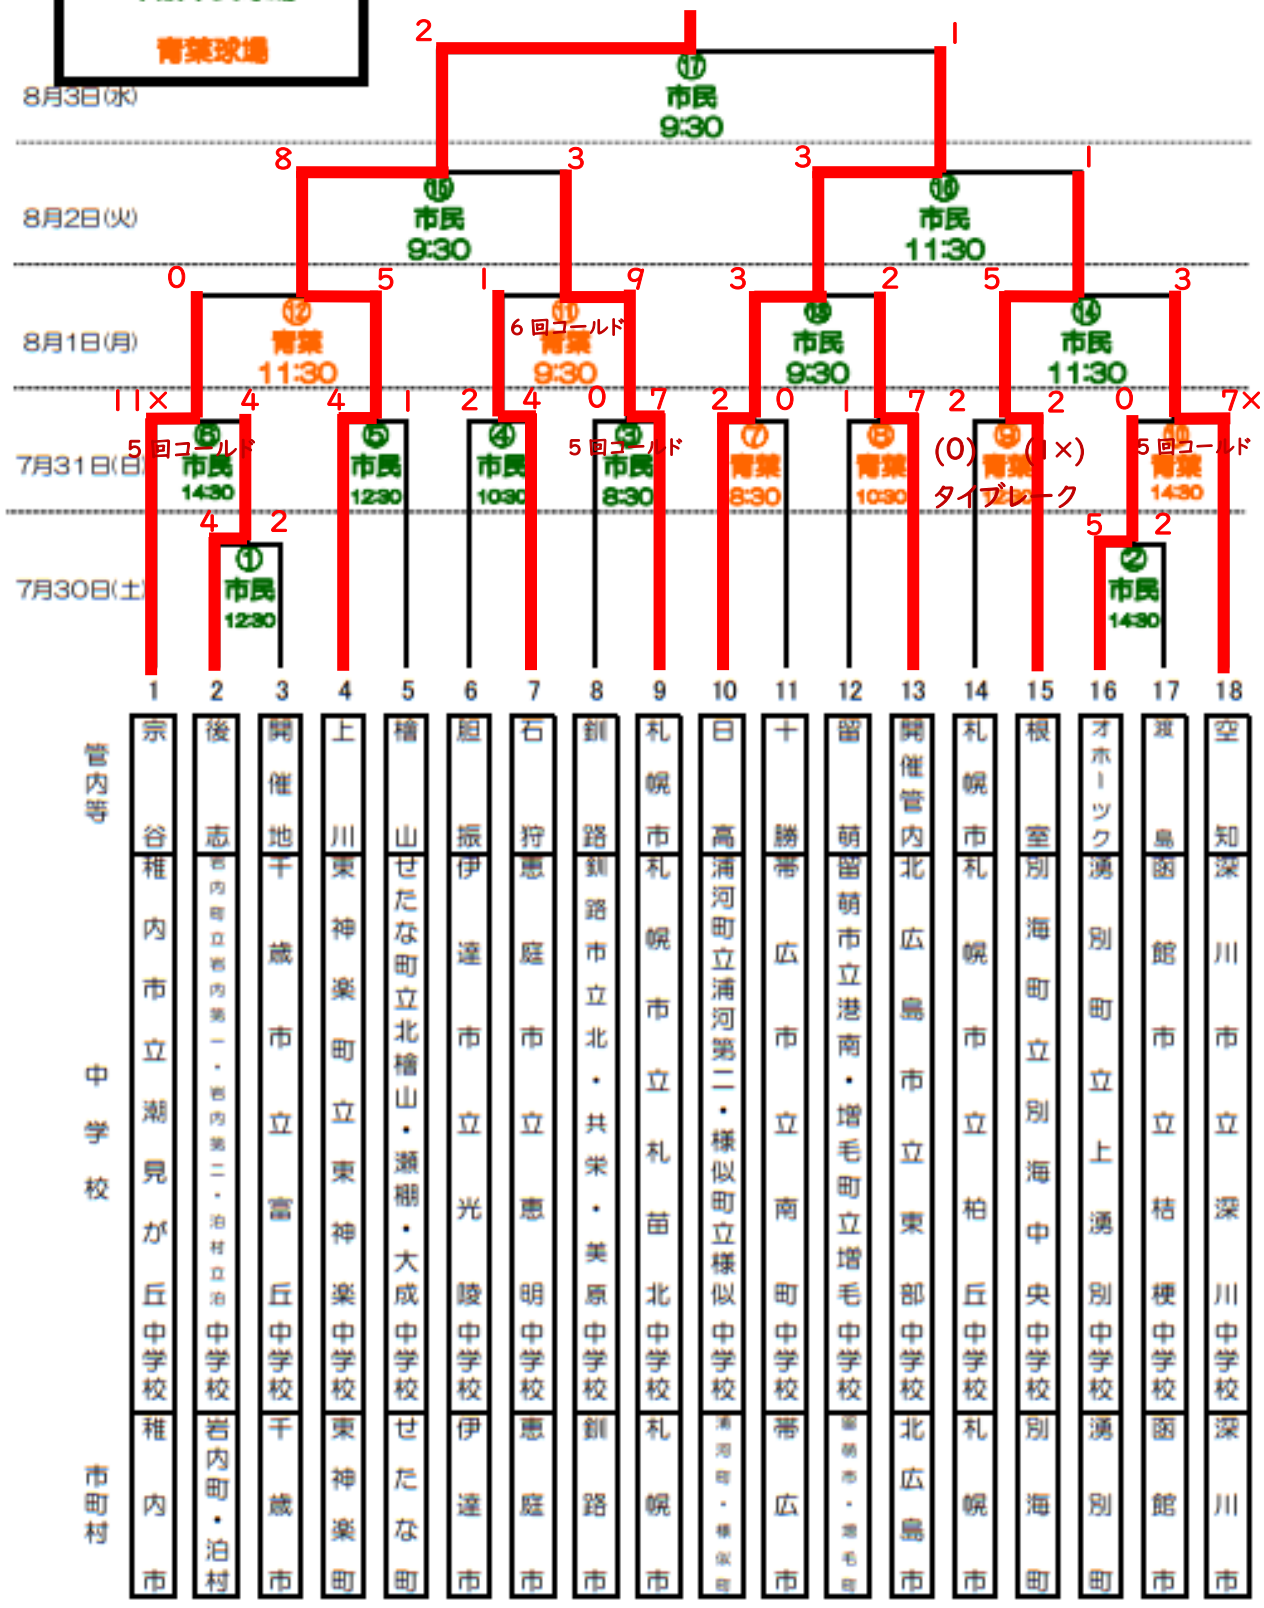 青葉球場
2 1
⑰
8月3日(水) 市民
9:30
8 3 3 1
⑮ ⑯
8月2日(火) 市民 市民
9:30 11:30
0 5 1 9 3 2 5 3
⑫ ⑪ ⑬ ⑭
6回コールド
8月1日(月) 青葉 青葉 市民 市民
11:30 9:30 9:30 11:30
11× 4 4 1 2 4 0 7 2 0 1 7 2 2 0 7×
⑥ ⑤ ④ ③ ⑦ ⑧ ⑨ ⑩
5回コールド 5回コールド (0) (1×) 5回コールド
7月31日(日) 市民 市民 市民 市民 青葉 青葉 青葉 青葉
14:30 12:30 10:30 8:30 8:30 10:30 12:30 14:30
タイブレーク
4 2 5 2
① ②
7月30日(土) 市民 市民
12:30 14:30
1 2 3 4 5 6 7 8 9 10 11 12 13 14 15 16 17 18
管内等
宗谷
後志
開催地
上川
檜山
胆振
石狩
釧路
札幌市
日高
十勝
留萌
開催管内
札幌市
根室
オホーツク
渡島
空知
中学校
稚内市立潮見が丘中学校
岩内町立岩内第一・岩内第二・泊村立泊中学校
千歳市立富丘中学校
東神楽町立東神楽中学校
せたな町立北檜山・瀬棚・大成中学校
伊達市立光陵中学校
恵庭市立恵明中学校
釧路市立北・共栄・美原中学校
札幌市立札苗北中学校
浦河町立浦河第二・様似町立様似中学校
帯広市立南町中学校
留萌市立港南・増毛町立増毛中学校
北広島市立東部中学校
札幌市立柏丘中学校
別海町立別海中央中学校
湧別町立上湧別中学校
函館市立桔梗中学校
深川市立深川中学校
市町村
稚内市
岩内町・泊村
千歳市
東神楽町
せたな町
伊達市
恵庭市
釧路市
札幌市
浦河町・様似町
帯広市
留萌市・増毛町
北広島市
札幌市
別海町
湧別町
函館市
深川市